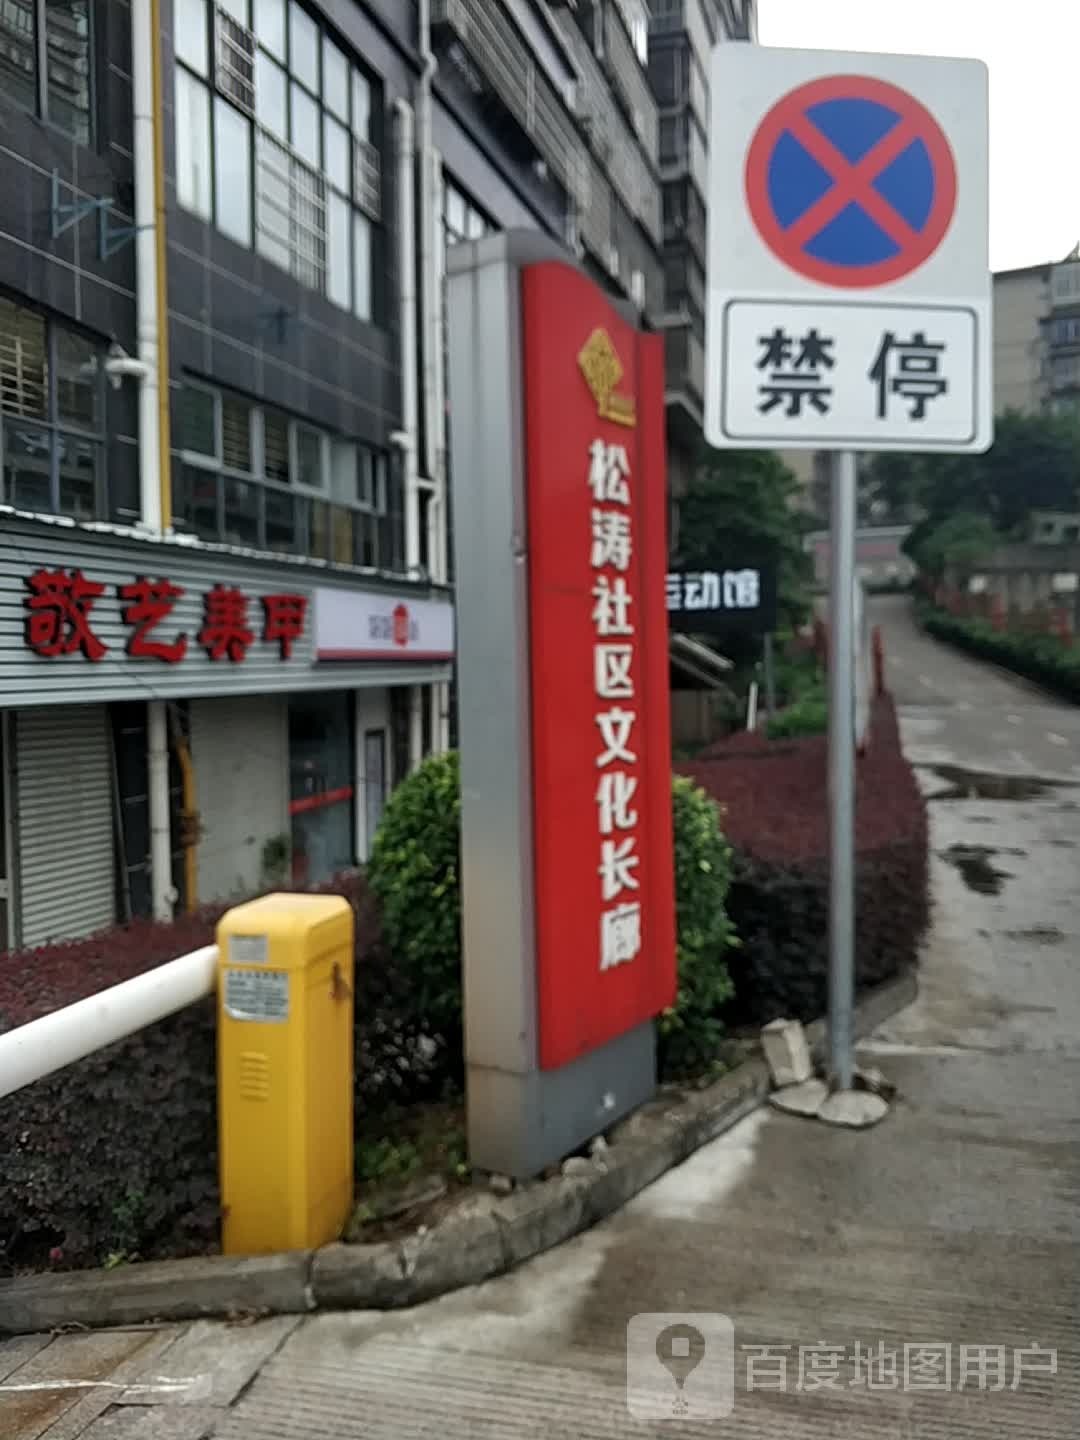 禁停
松涛社区文化长廊
动馆
敬艺美甲
百度地图用户